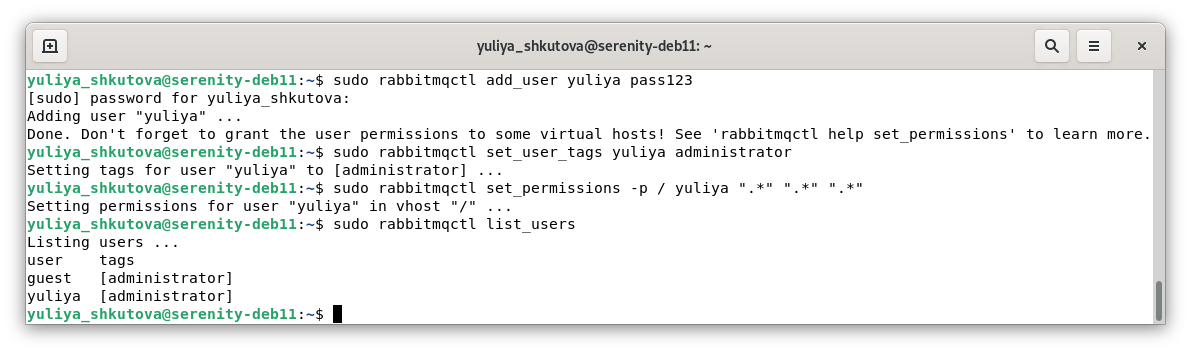 yuliya_shkutova@serenity-deb11: ~
yuliya_shkutova@serenity-deb11:~$ sudo rabbitmqctl add_user yuliya pass123
[sudo] password for yuliya_shkutova:
Adding user "yuliya" ...
Done. Don't forget to grant the user permissions to some virtual hosts! See 'rabbitmqctl help set_permissions' to learn more.
yuliya_shkutova@serenity-deb11:~$ sudo rabbitmqctl set_user_tags yuliya administrator
Setting tags for user "yuliya" to [administrator] ...
yuliya_shkutova@serenity-deb11:~$ sudo rabbitmqctl set_permissions -p / yuliya ".*" ".*" ".*"
Setting permissions for user "yuliya" in vhost "/" ...
yuliya_shkutova@serenity-deb11:~$ sudo rabbitmqctl list_users
Listing users ...
user    tags
guest   [administrator]
yuliya  [administrator]
yuliya_shkutova@serenity-deb11:~$